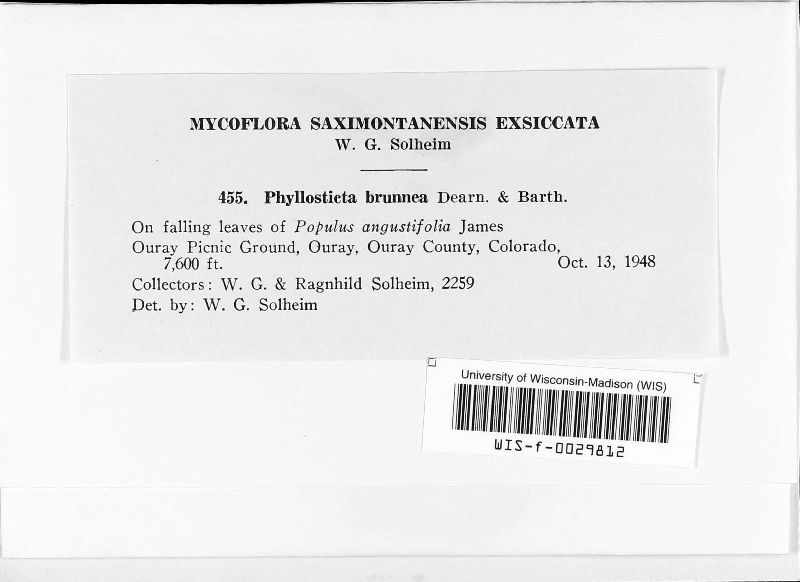 MYCOFLORA SAXIMONTANENSIS EXSICCATA
W. G. Solheim
455. Phyllosticta brunnea Dearn. & Barth.
On falling leaves of Populus angustifolia James
Ouray Picnic Ground, Ouray, Ouray County, Colorado,
7,600 ft. Oct. 13, 1948
Collectors: W. G. & Ragnhild Solheim, 2259
Det. by: W. G. Solheim
University of Wisconsin-Madison (WIS)
WIS-f-0029812